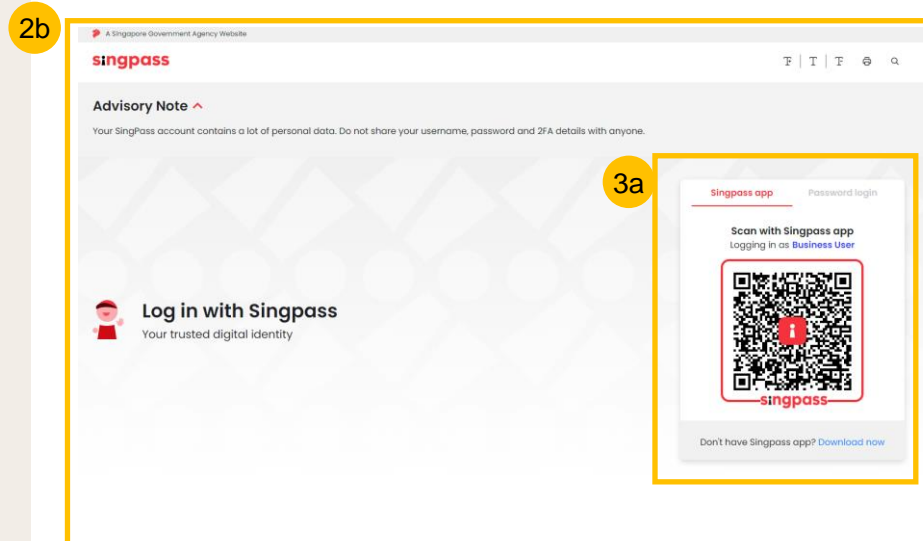 2b
A Singapore Government Agency Website
singpass
T | T | T
Advisory Note
Your SingPass account contains a lot of personal data. Do not share your username, password and 2FA details with anyone.
3a
Singpass app Password login
Scan with Singpass app
Logging in as Business User
singpass
Log in with Singpass
Your trusted digital identity
Don't have Singpass app? Download now